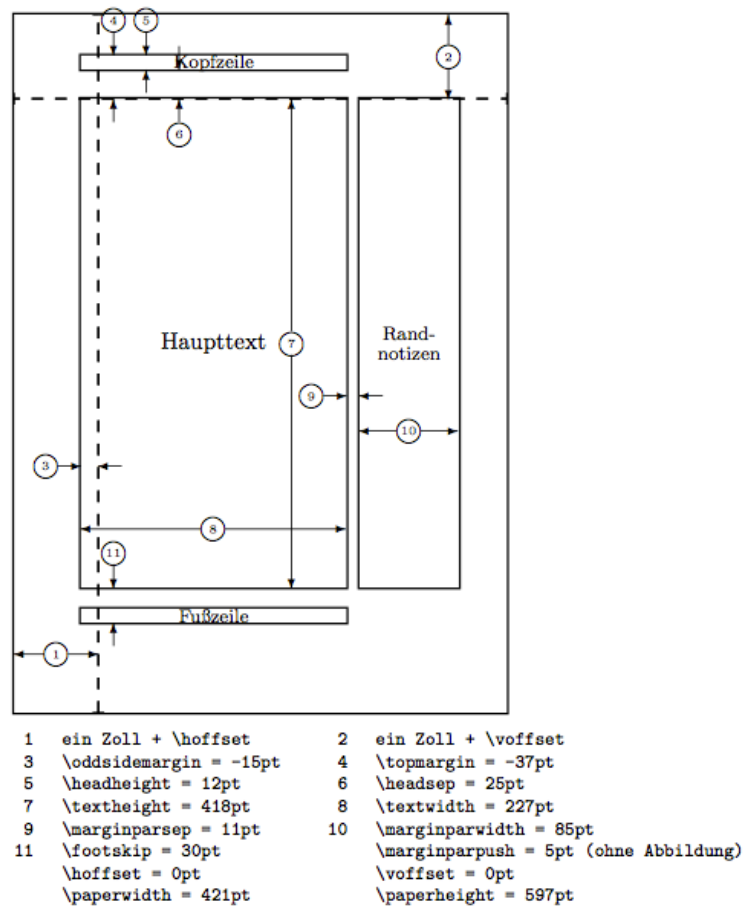 4
5
Kopfzeile
2
6
Haupttext
7
Rand-
notizen
9
10
3
8
11
Fußzeile
1
1 ein Zoll + \hoffset 2 ein Zoll + \voffset
3 \oddsidemargin = -15pt 4 \topmargin = -37pt
5 \headheight = 12pt 6 \headsep = 25pt
7 \textheight = 418pt 8 \textwidth = 227pt
9 \marginparsep = 11pt 10 \marginparwidth = 85pt
11 \footskip = 30pt \marginparpush = 5pt (ohne Abbildung)
\hoffset = 0pt \voffset = 0pt
\paperwidth = 421pt \paperheight = 597pt